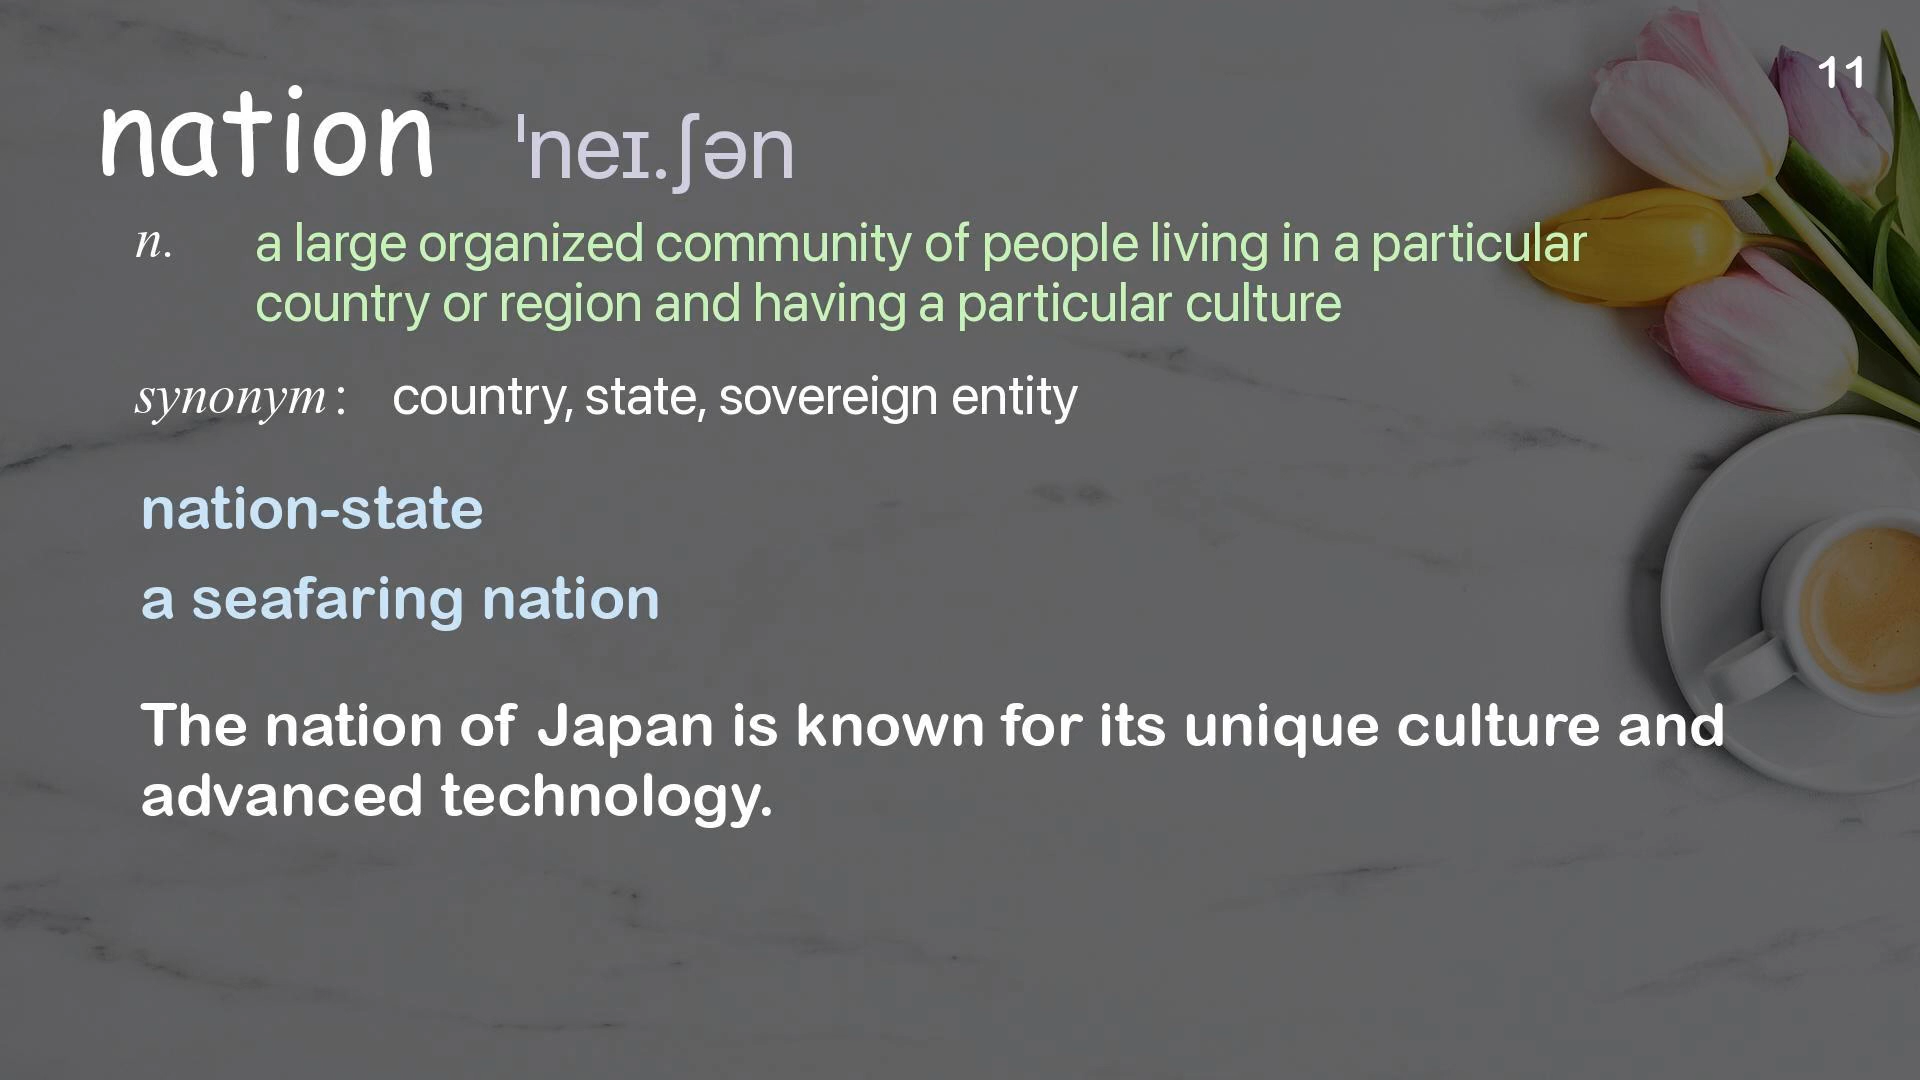 11
nation ˈneɪ.ʃən
n. a large organized community of people living in a particular
country or region and having a particular culture
synonym: country, state, sovereign entity
nation-state
a seafaring nation
The nation of Japan is known for its unique culture and
advanced technology.